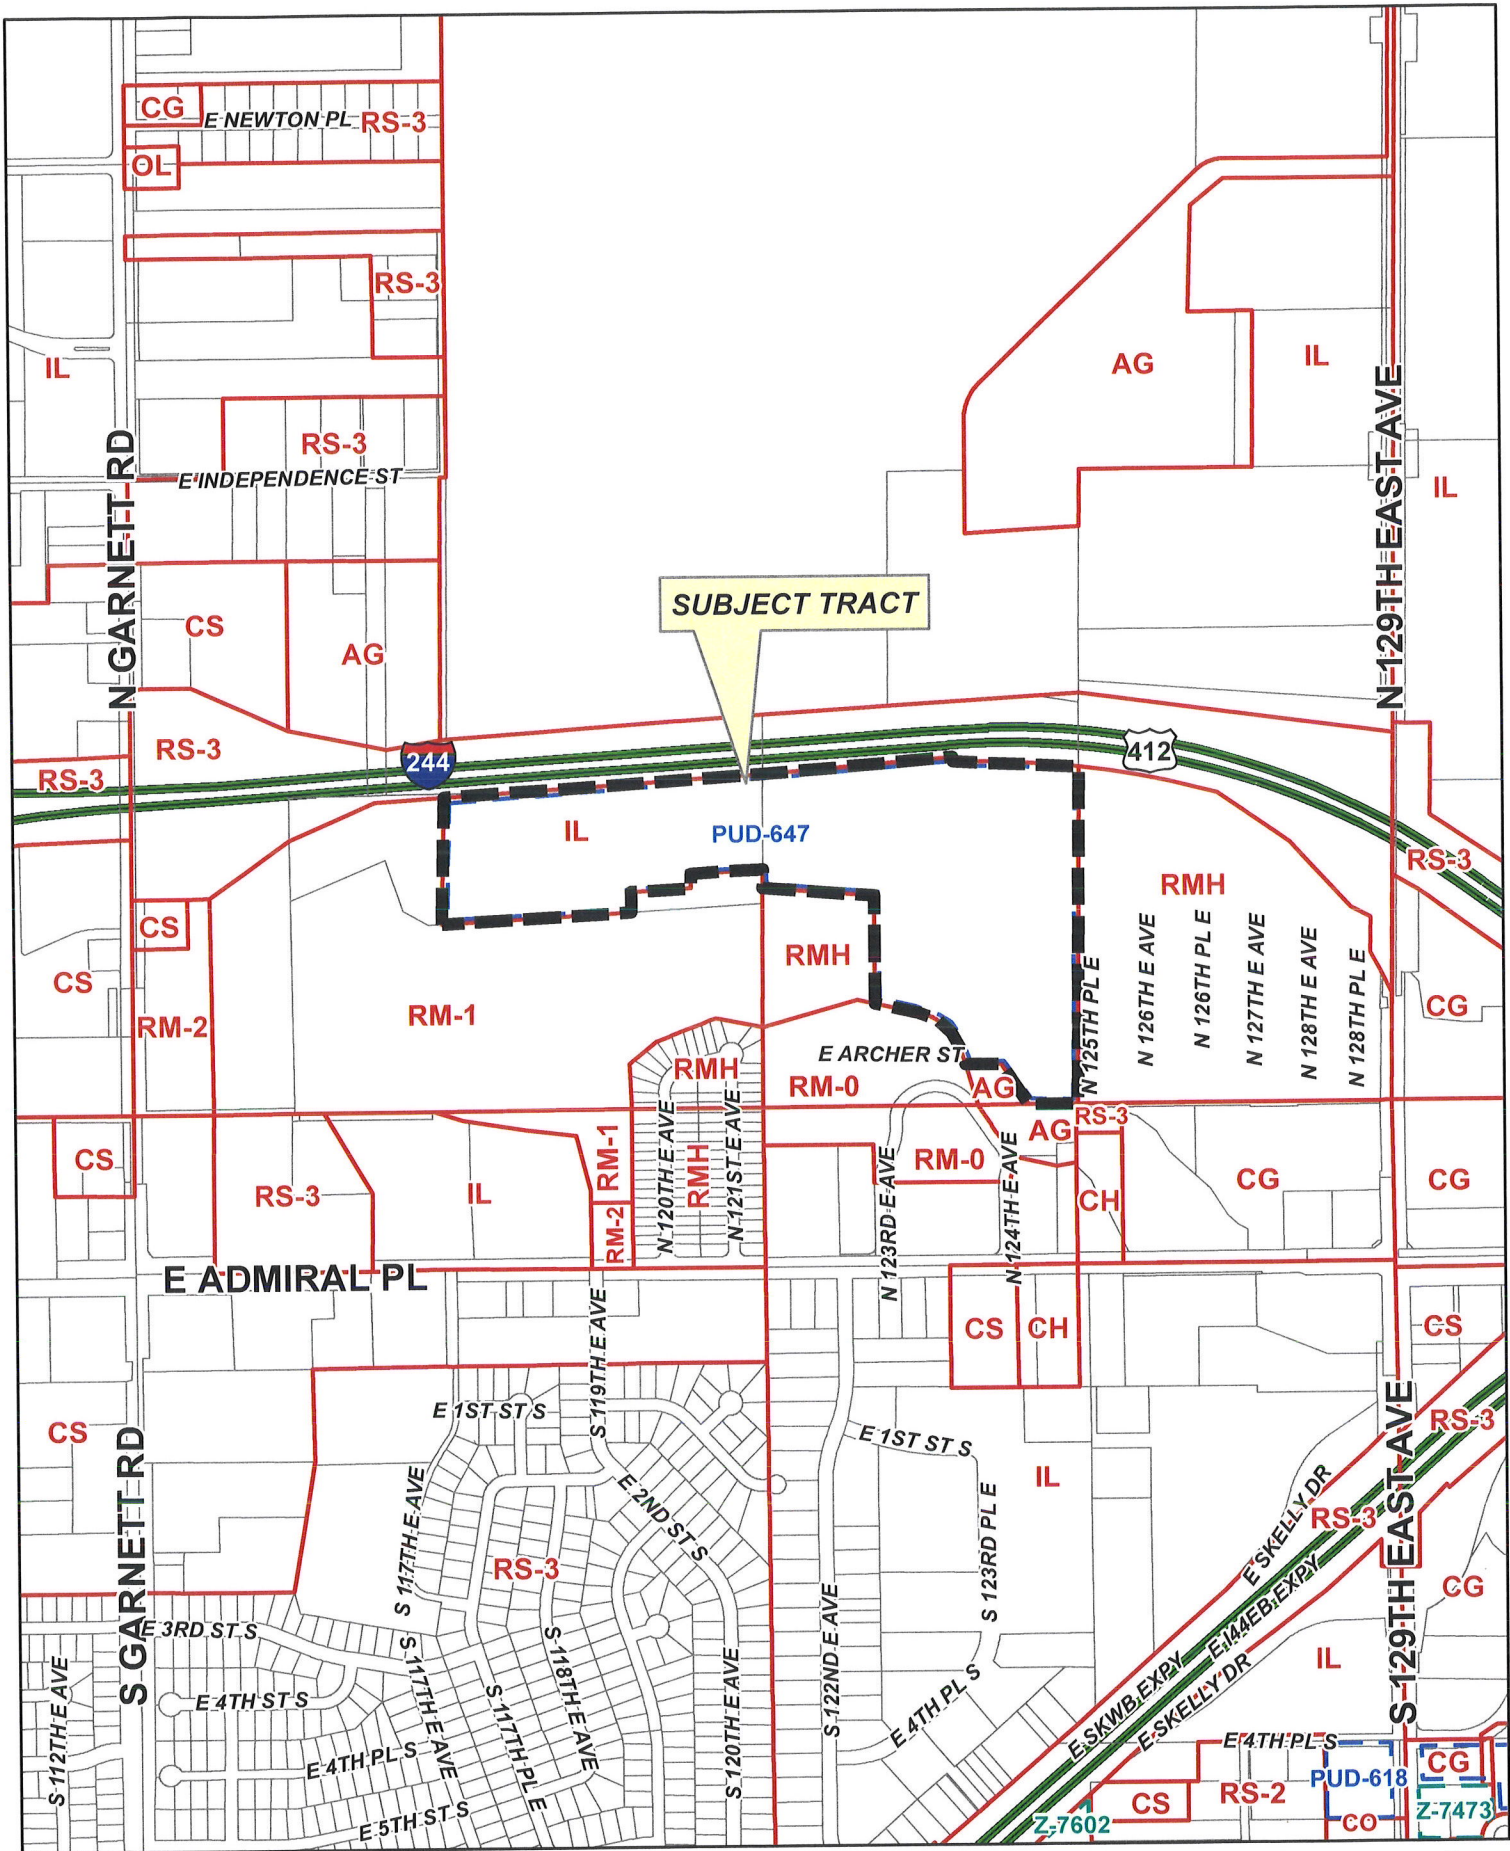 CG
E NEWTON PL
RS-3
OL
RS-3
IL
AG
IL
RS-3
N GARNETT RD
E INDEPENDENCE ST
N 129TH EAST AVE
IL
SUBJECT TRACT
CS
AG
RS-3
RS-3
244
412
IL
PUD-647
RS-3
RMH
CS
CS
RMH
N 125TH PL E
N 126TH E AVE
N 126TH PL E
N 127TH E AVE
N 128TH E AVE
N 128TH PL E
CG
RM-2
RM-1
E ARCHER ST
RMH
RM-0
AG
RS-3
AG
CS
RS-3
IL
RM-1
RM-2
N 120TH E AVE
RMH
N 121ST E AVE
N 123RD E AVE
RM-0
N 124TH E AVE
CH
CG
CG
E ADMIRAL PL
S 119TH E AVE
CS
CH
CS
CS
S GARNETT RD
E 1ST ST S
E 1ST ST S
S 129TH EAST AVE
RS-3
S 117TH E AVE
E 2ND ST S
IL
S 123RD PL E
E SKELLY DR
RS-3
RS-3
CG
E 3RD ST S
S 122ND E AVE
E I44EB EXPY
IL
S 112TH E AVE
E 4TH ST S
S 117TH E AVE
S 117TH PL E
S 118TH E AVE
S 120TH E AVE
E 4TH PL S
E SKWB EXPY
E SKELLY DR
E 4TH PL S
E 4TH PL S
PUD-618
CG
CS
RS-2
E 5TH ST S
Z-7602
CO
Z-7473